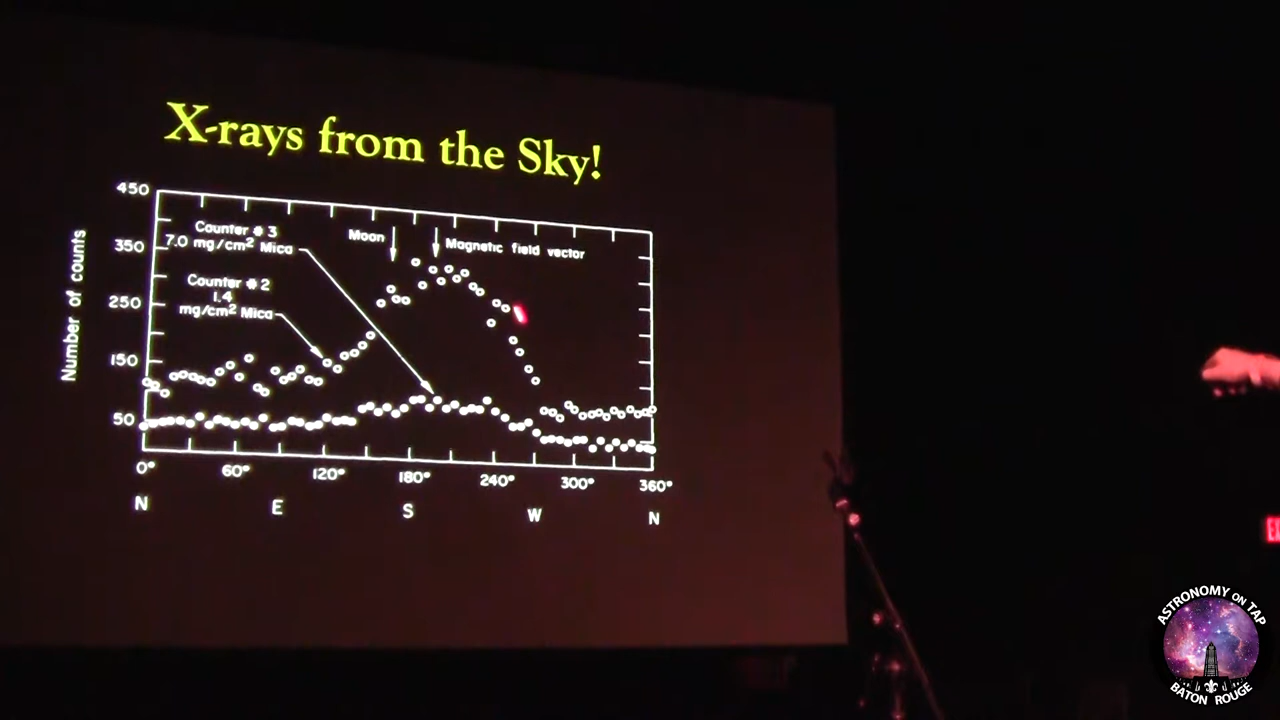 X-rays from the Sky!
450
350
250
150
50
Number of counts
Counter # 3
7.0 mg/cm² Mica
Moon
Magnetic field vector
Counter # 2
1.4
mg/cm² Mica
0° 60° 120° 180° 240° 300° 360°
N E S W N
ASTRONOMY ON TAP
BATON ROUGE